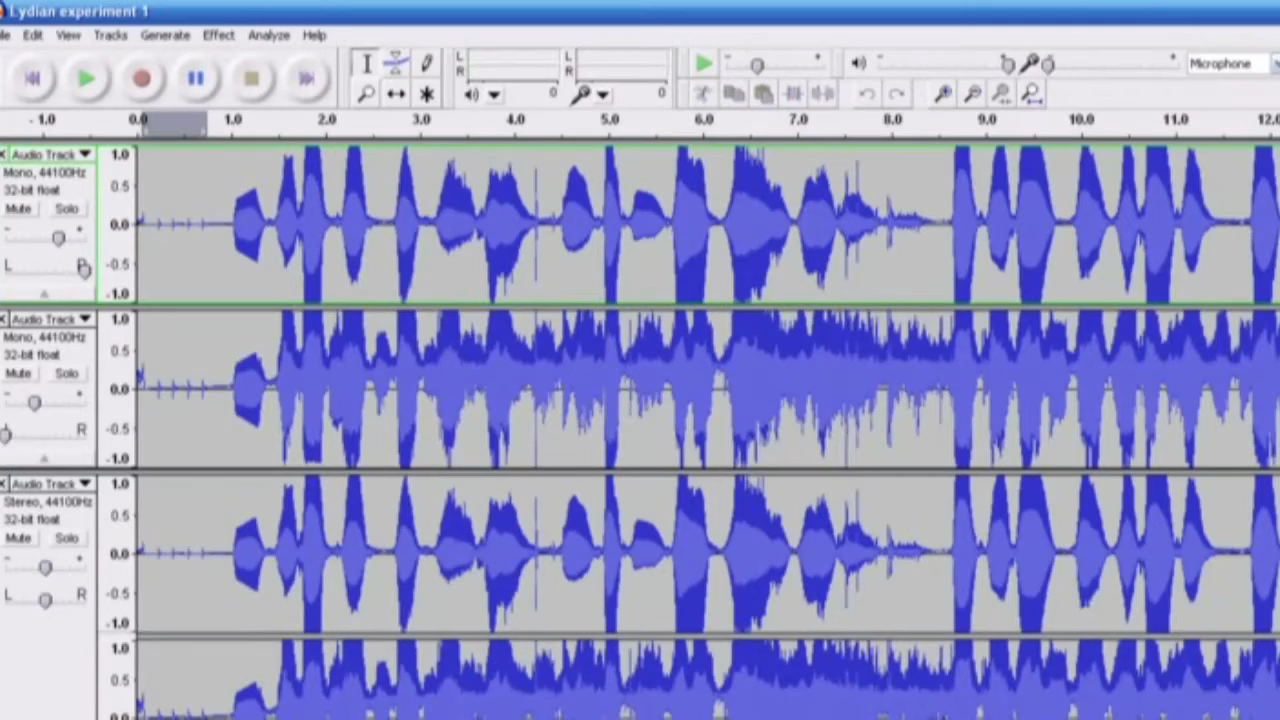 Lydian experiment 1
Edit View Tracks Generate Effect Analyze Help
L
R
L
R
- +
- +
Microphone
0
0
- 1.0 0.0 1.0 2.0 3.0 4.0 5.0 6.0 7.0 8.0 9.0 10.0 11.0 12.0
Audio Track
Mono, 44100Hz
32-bit float
Mute Solo
- +
L R
1.0
0.5
0.0
-0.5
-1.0
Audio Track
Mono, 44100Hz
32-bit float
Mute Solo
- +
R
1.0
0.5
0.0
-0.5
-1.0
Audio Track
Stereo, 44100Hz
32-bit float
Mute Solo
- +
L R
1.0
0.5
0.0
-0.5
-1.0
1.0
0.5
0.0